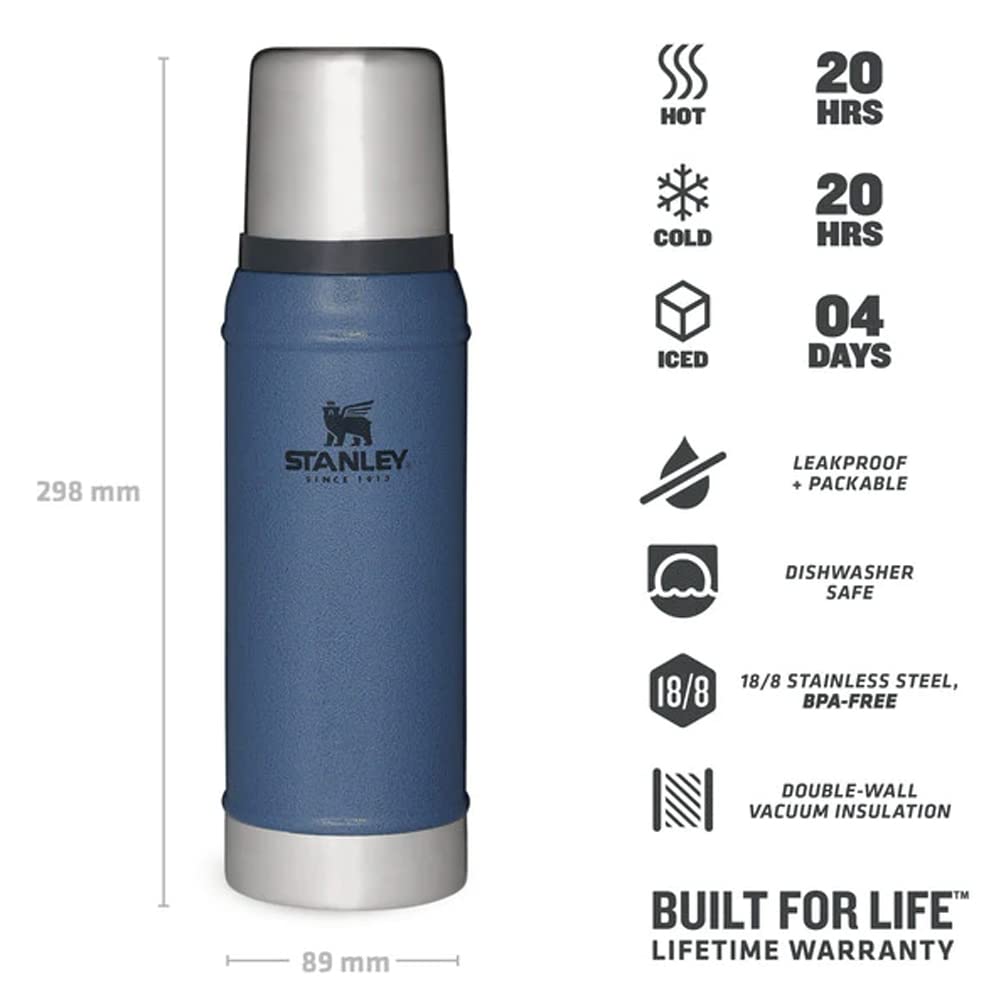 HOT
20
HRS
COLD
20
HRS
ICED
04
DAYS
298 mm
STANLEY®
SINCE 1913
LEAKPROOF
+ PACKABLE
DISHWASHER
SAFE
18/8
18/8 STAINLESS STEEL,
BPA-FREE
DOUBLE-WALL
VACUUM INSULATION
BUILT FOR LIFE™
LIFETIME WARRANTY
89 mm